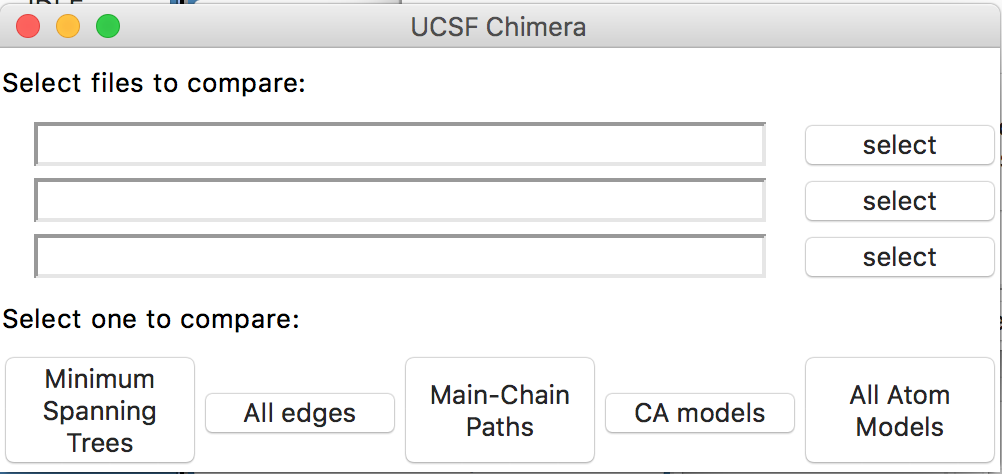 UCSF Chimera
Select files to compare:
select
select
select
Select one to compare:
Minimum
Spanning
Trees
All edges
Main-Chain
Paths
CA models
All Atom
Models